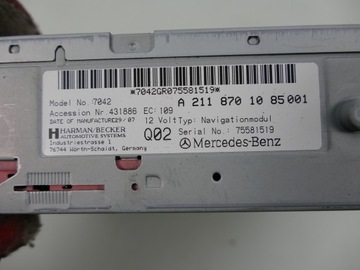 *7042GR075581519*
Model No. 7042
A 211 870 10 85 001
Accession Nr. 431886 EC: 109
DATE OF MANUFACTURE29/07 12 VoltTyp: Navigationmodul
HARMAN/BECKER
AUTOMOTIVE SYSTEMS
Q02 Serial No.: 75581519
Industriestrasse 1
76744 Wörth-Schaidt, Germany
Mercedes-Benz